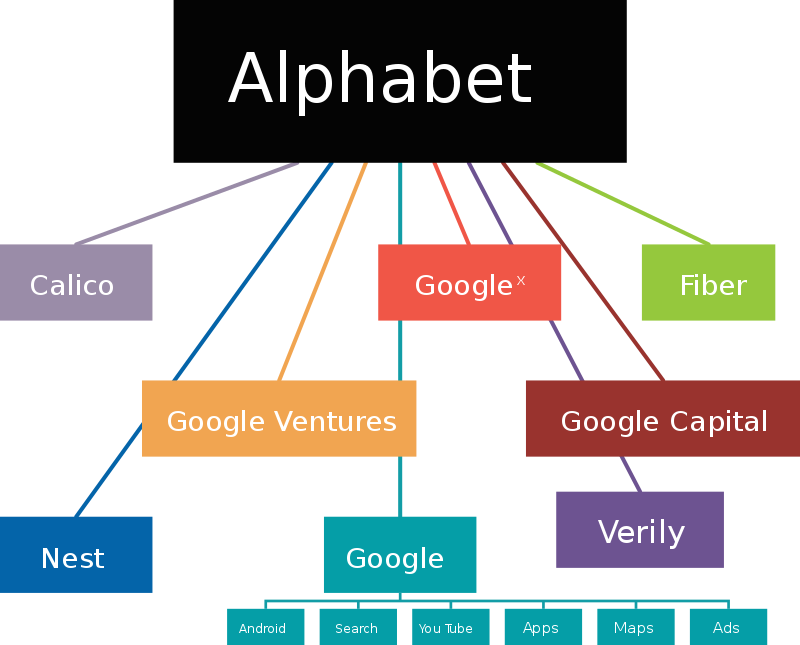 Alphabet
Calico
Google X
Fiber
Google Ventures
Google Capital
Verily
Nest
Google
Android
Search
You Tube
Apps
Maps
Ads